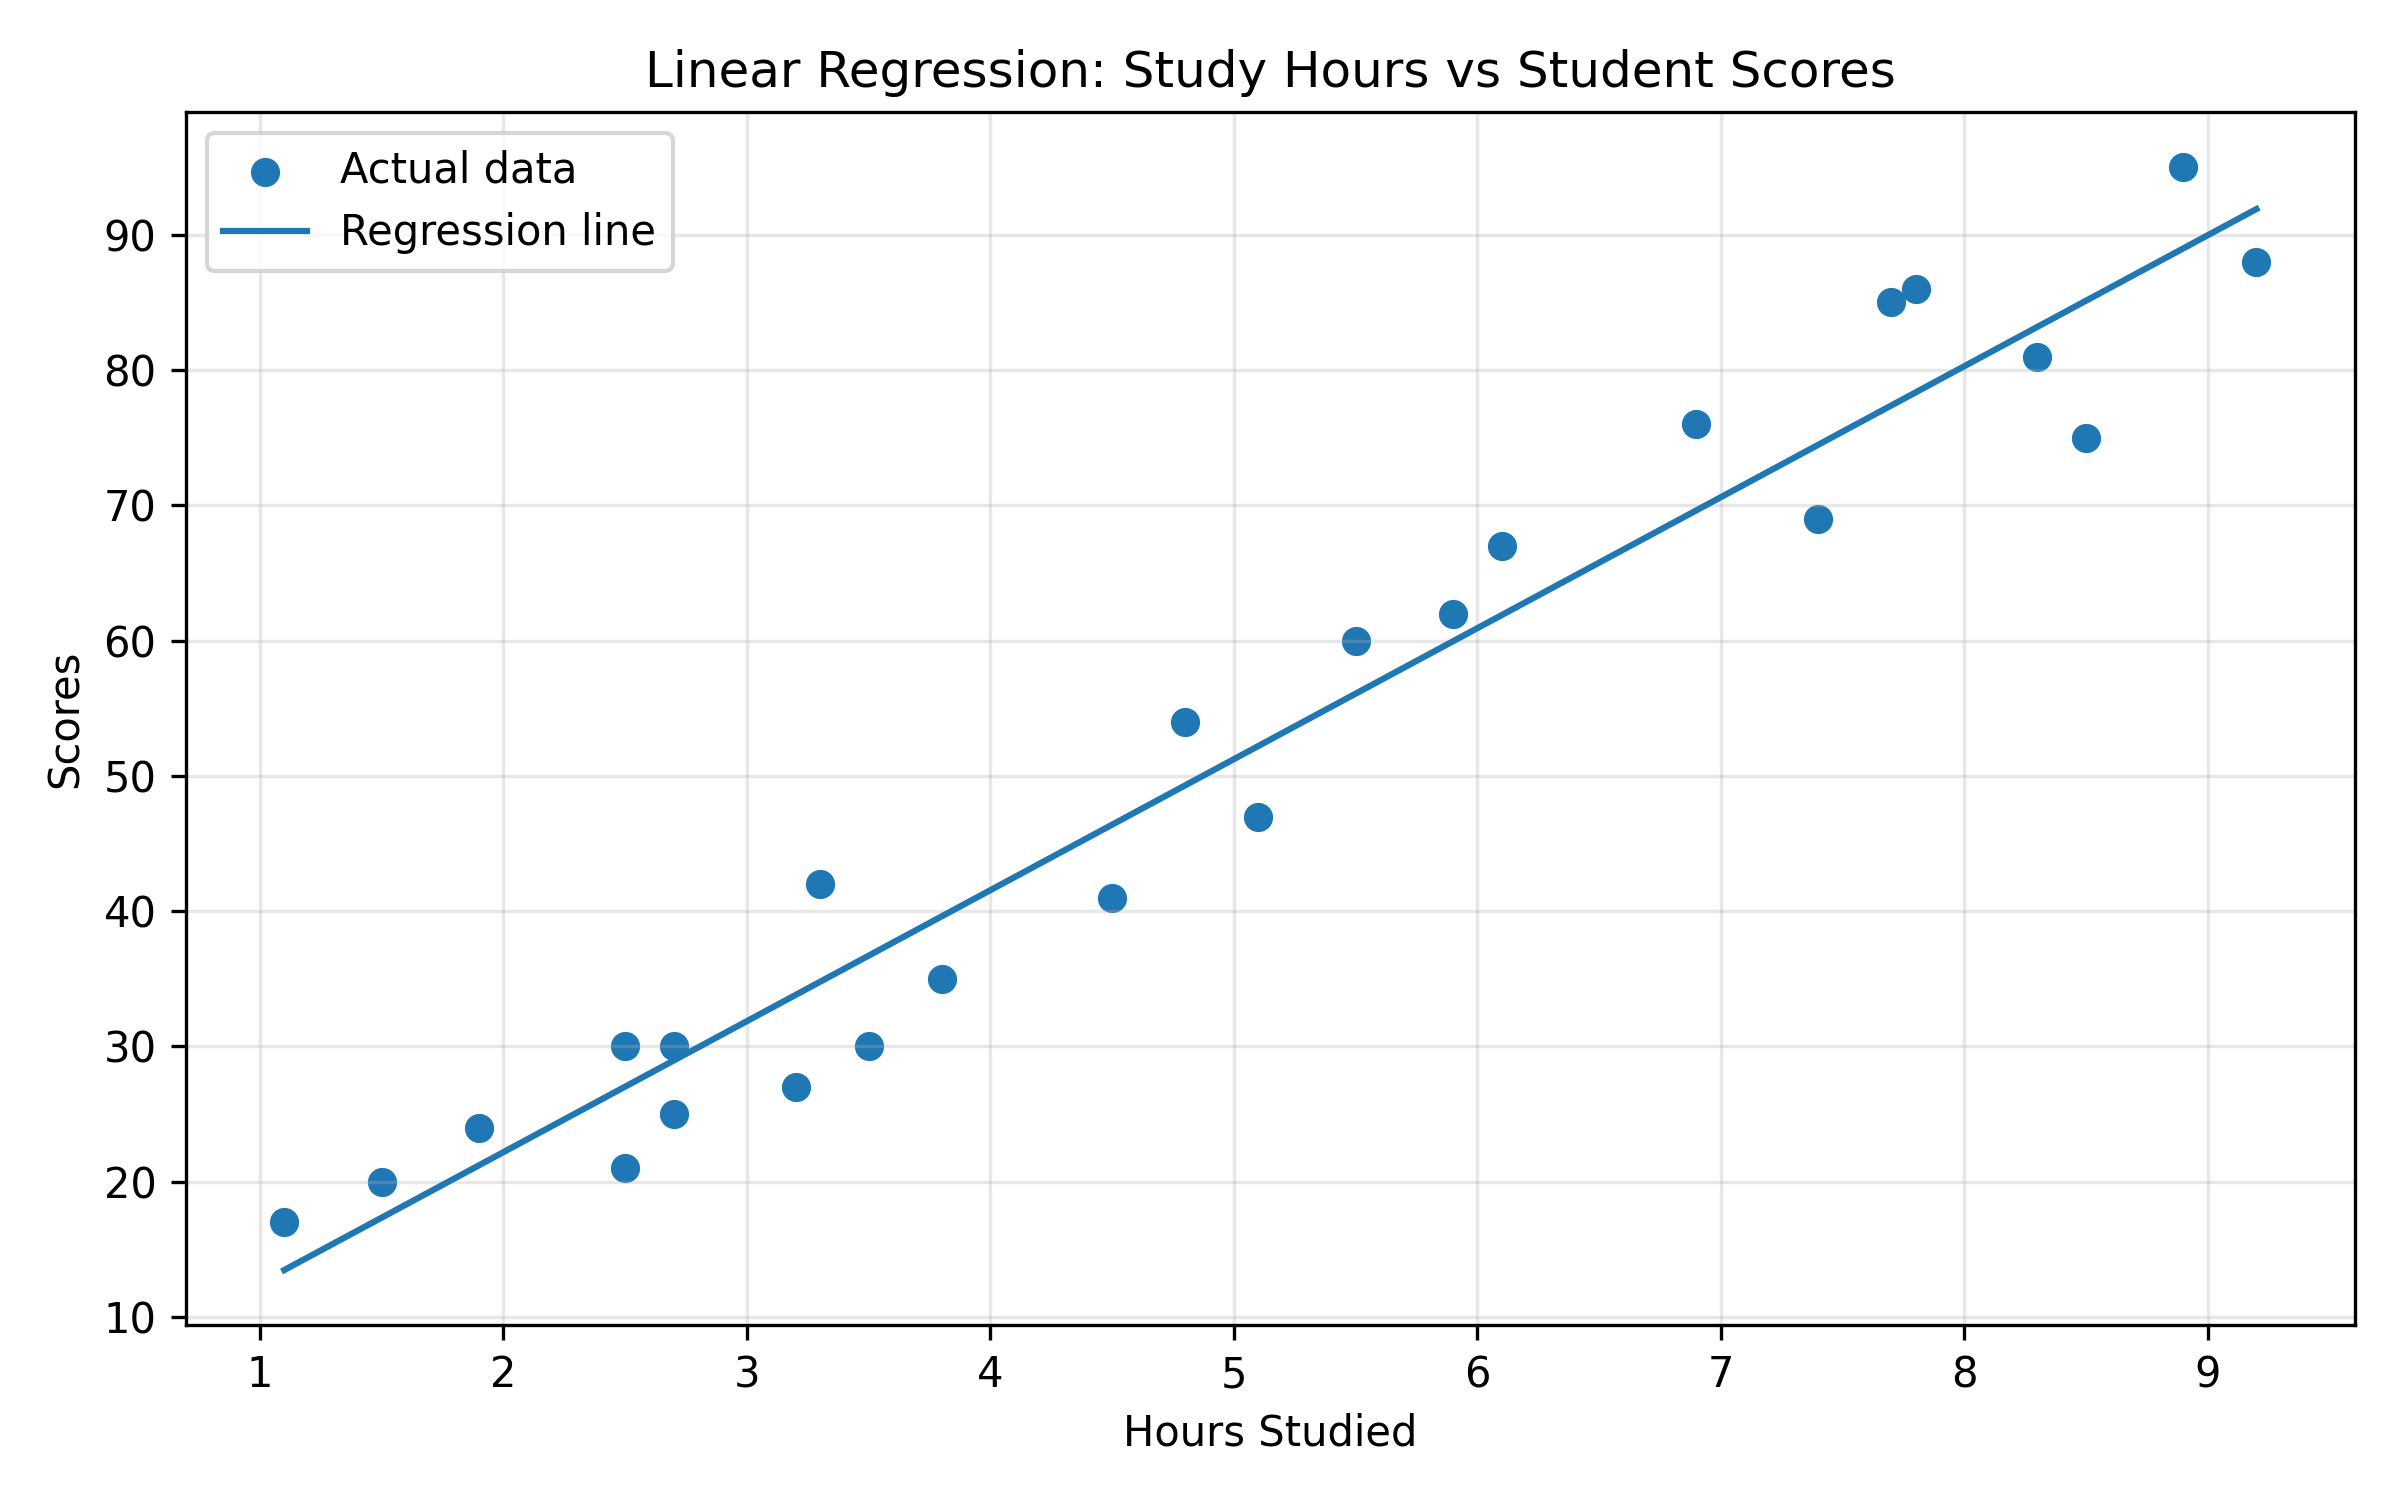 Linear Regression: Study Hours vs Student Scores
Actual data
Regression line
90
80
70
60
50
40
30
20
10
Scores
1 2 3 4 5 6 7 8 9
Hours Studied